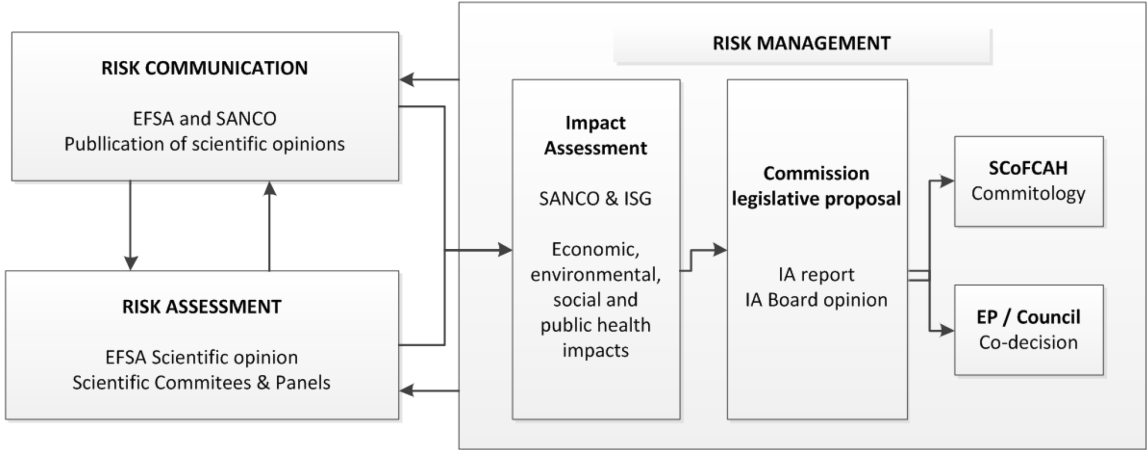 RISK COMMUNICATION
EFSA and SANCO
Publlication of scientific opinions
RISK ASSESSMENT
EFSA Scientific opinion
Scientific Commitees & Panels
RISK MANAGEMENT
Impact
Assessment
SANCO & ISG
Economic,
environmental,
social and
public health
impacts
Commission
legislative proposal
IA report
IA Board opinion
SCoFCAH
Commitology
EP / Council
Co-decision